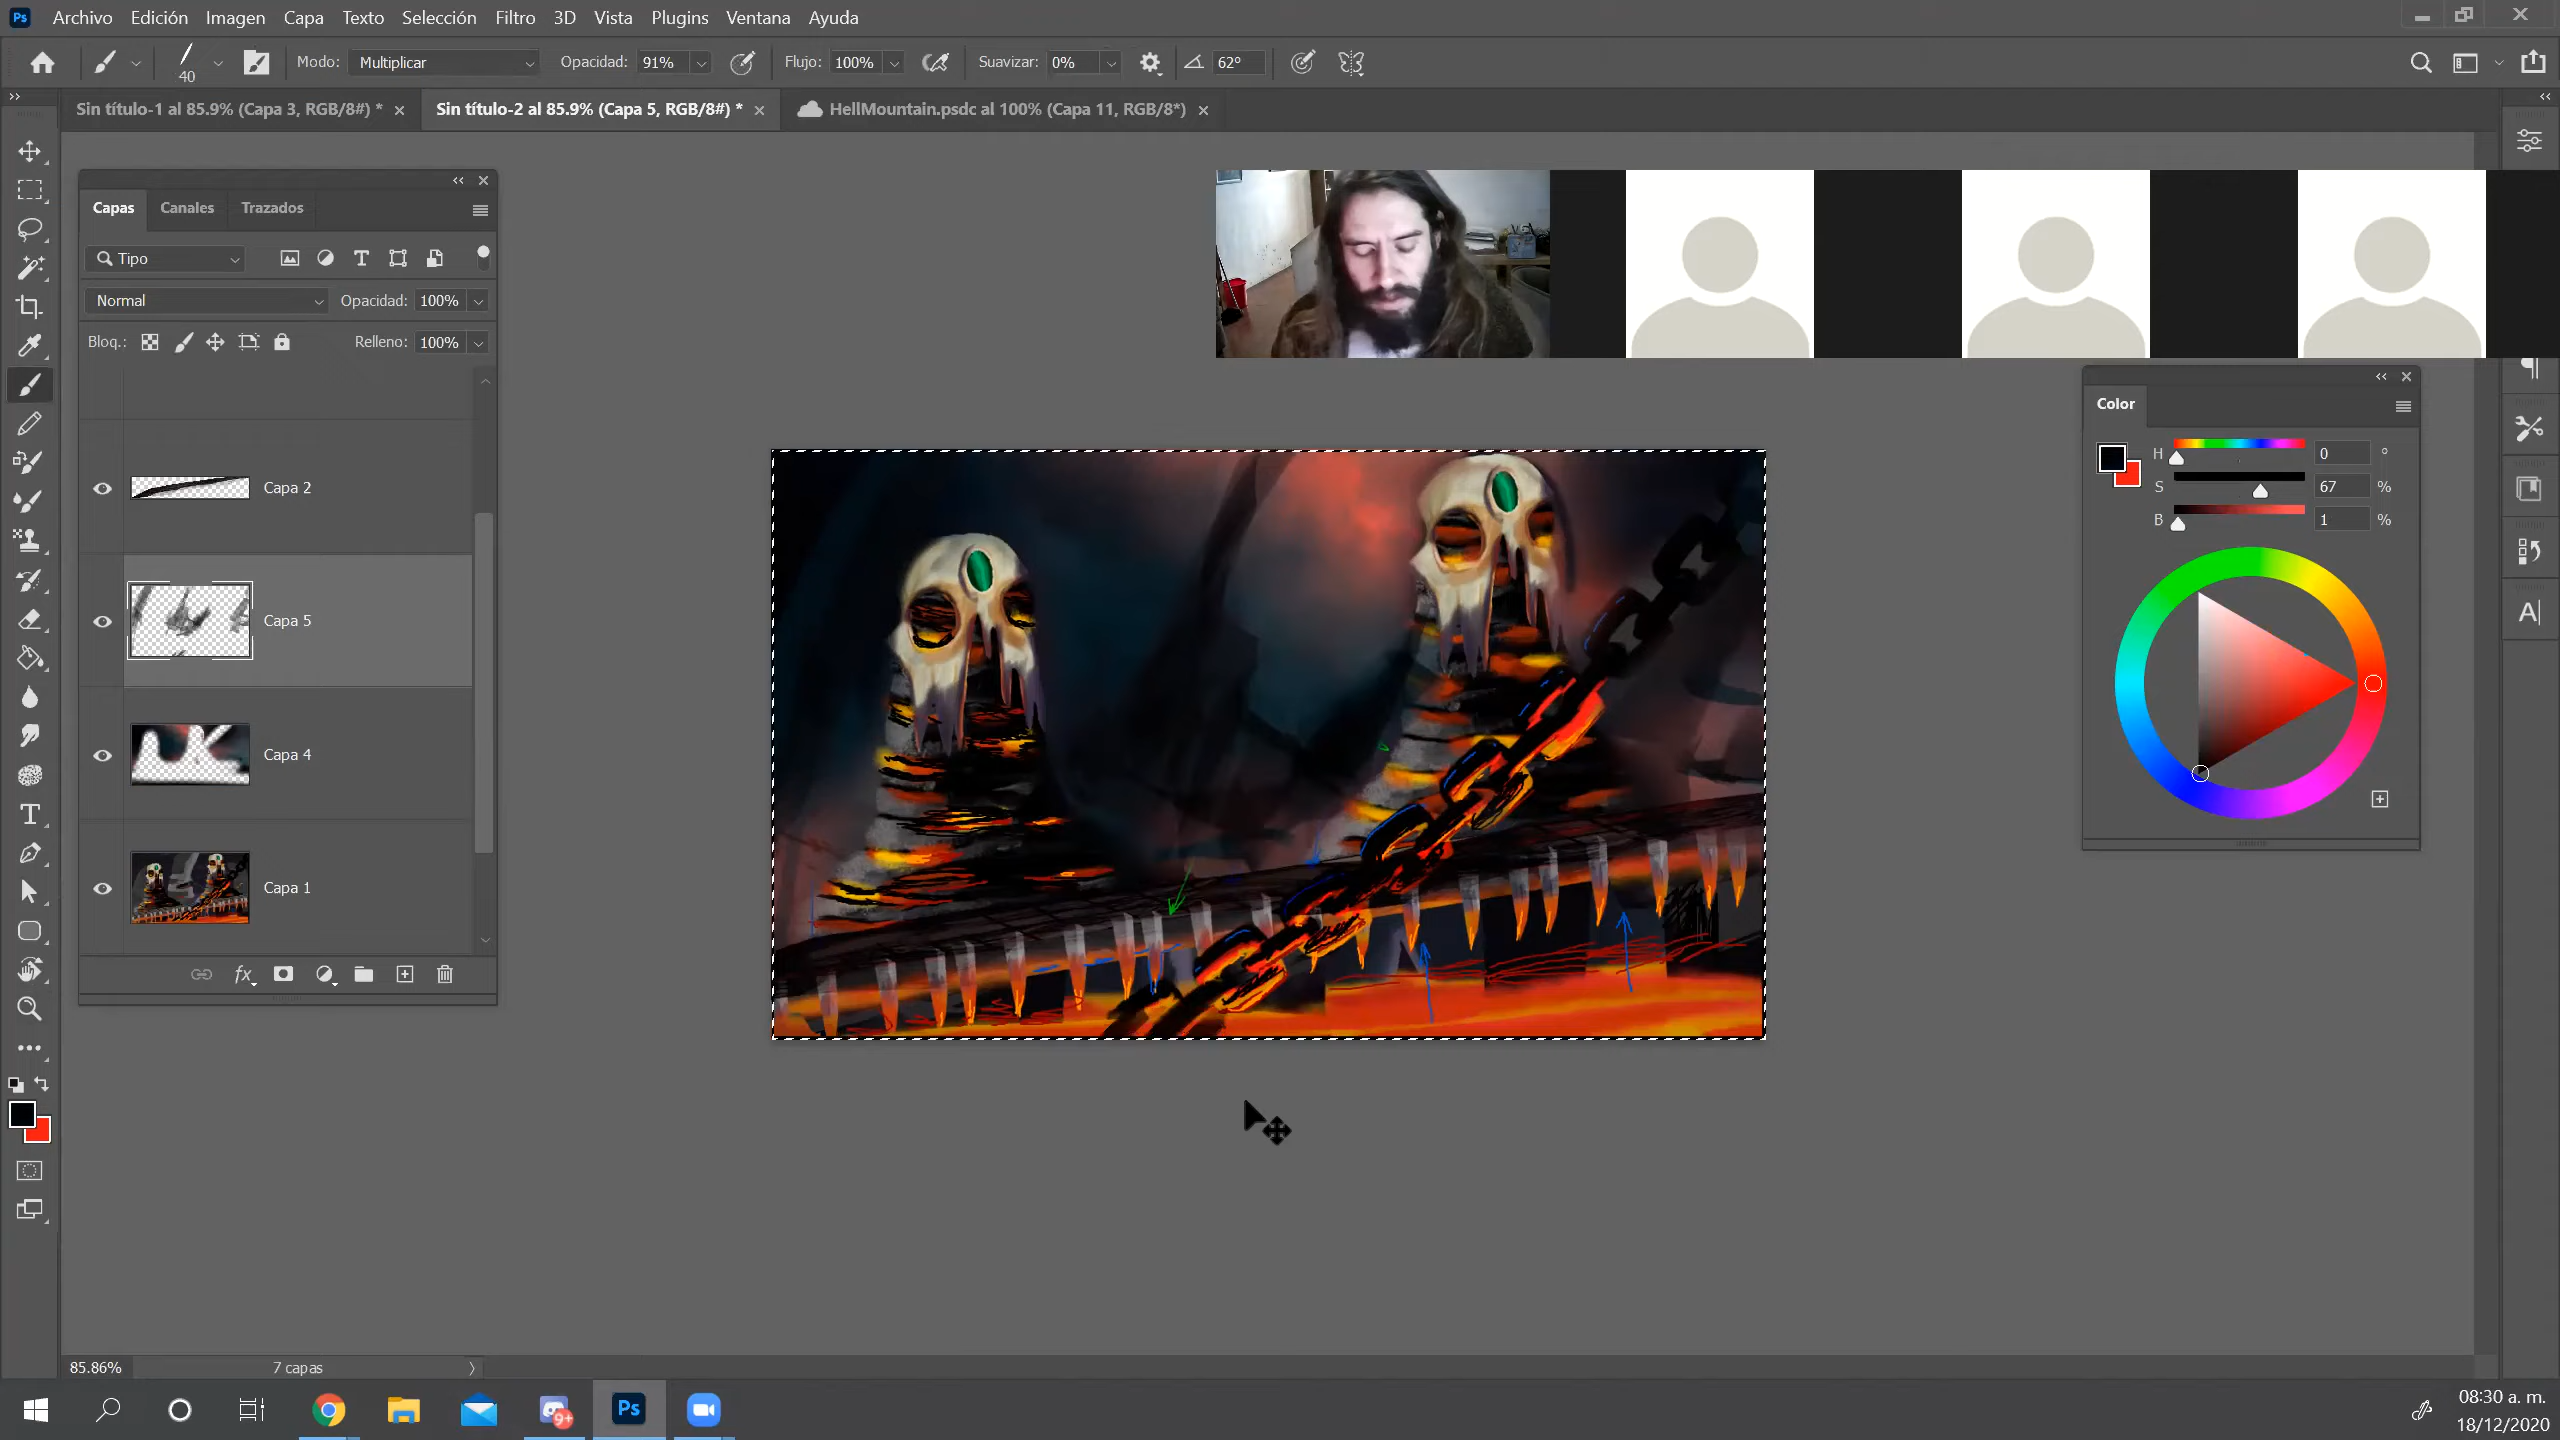 Ps Archivo Edición Imagen Capa Texto Selección Filtro 3D Vista Plugins Ventana Ayuda
40 Modo: Multiplicar Opacidad: 91% Flujo: 100% Suavizar: 0% 62°
Sin título-1 al 85.9% (Capa 3, RGB/8#) * Sin título-2 al 85.9% (Capa 5, RGB/8#) * HellMountain.psdc al 100% (Capa 11, RGB/8*)
Capas Canales Trazados
Tipo
Normal Opacidad: 100%
Bloq.: Relleno: 100%
Capa 2
Capa 5
Capa 4
Capa 1
fx
Color
H 0 °
S 67 %
B 1 %
85.86% 7 capas
9+ Ps
08:30 a. m.
18/12/2020